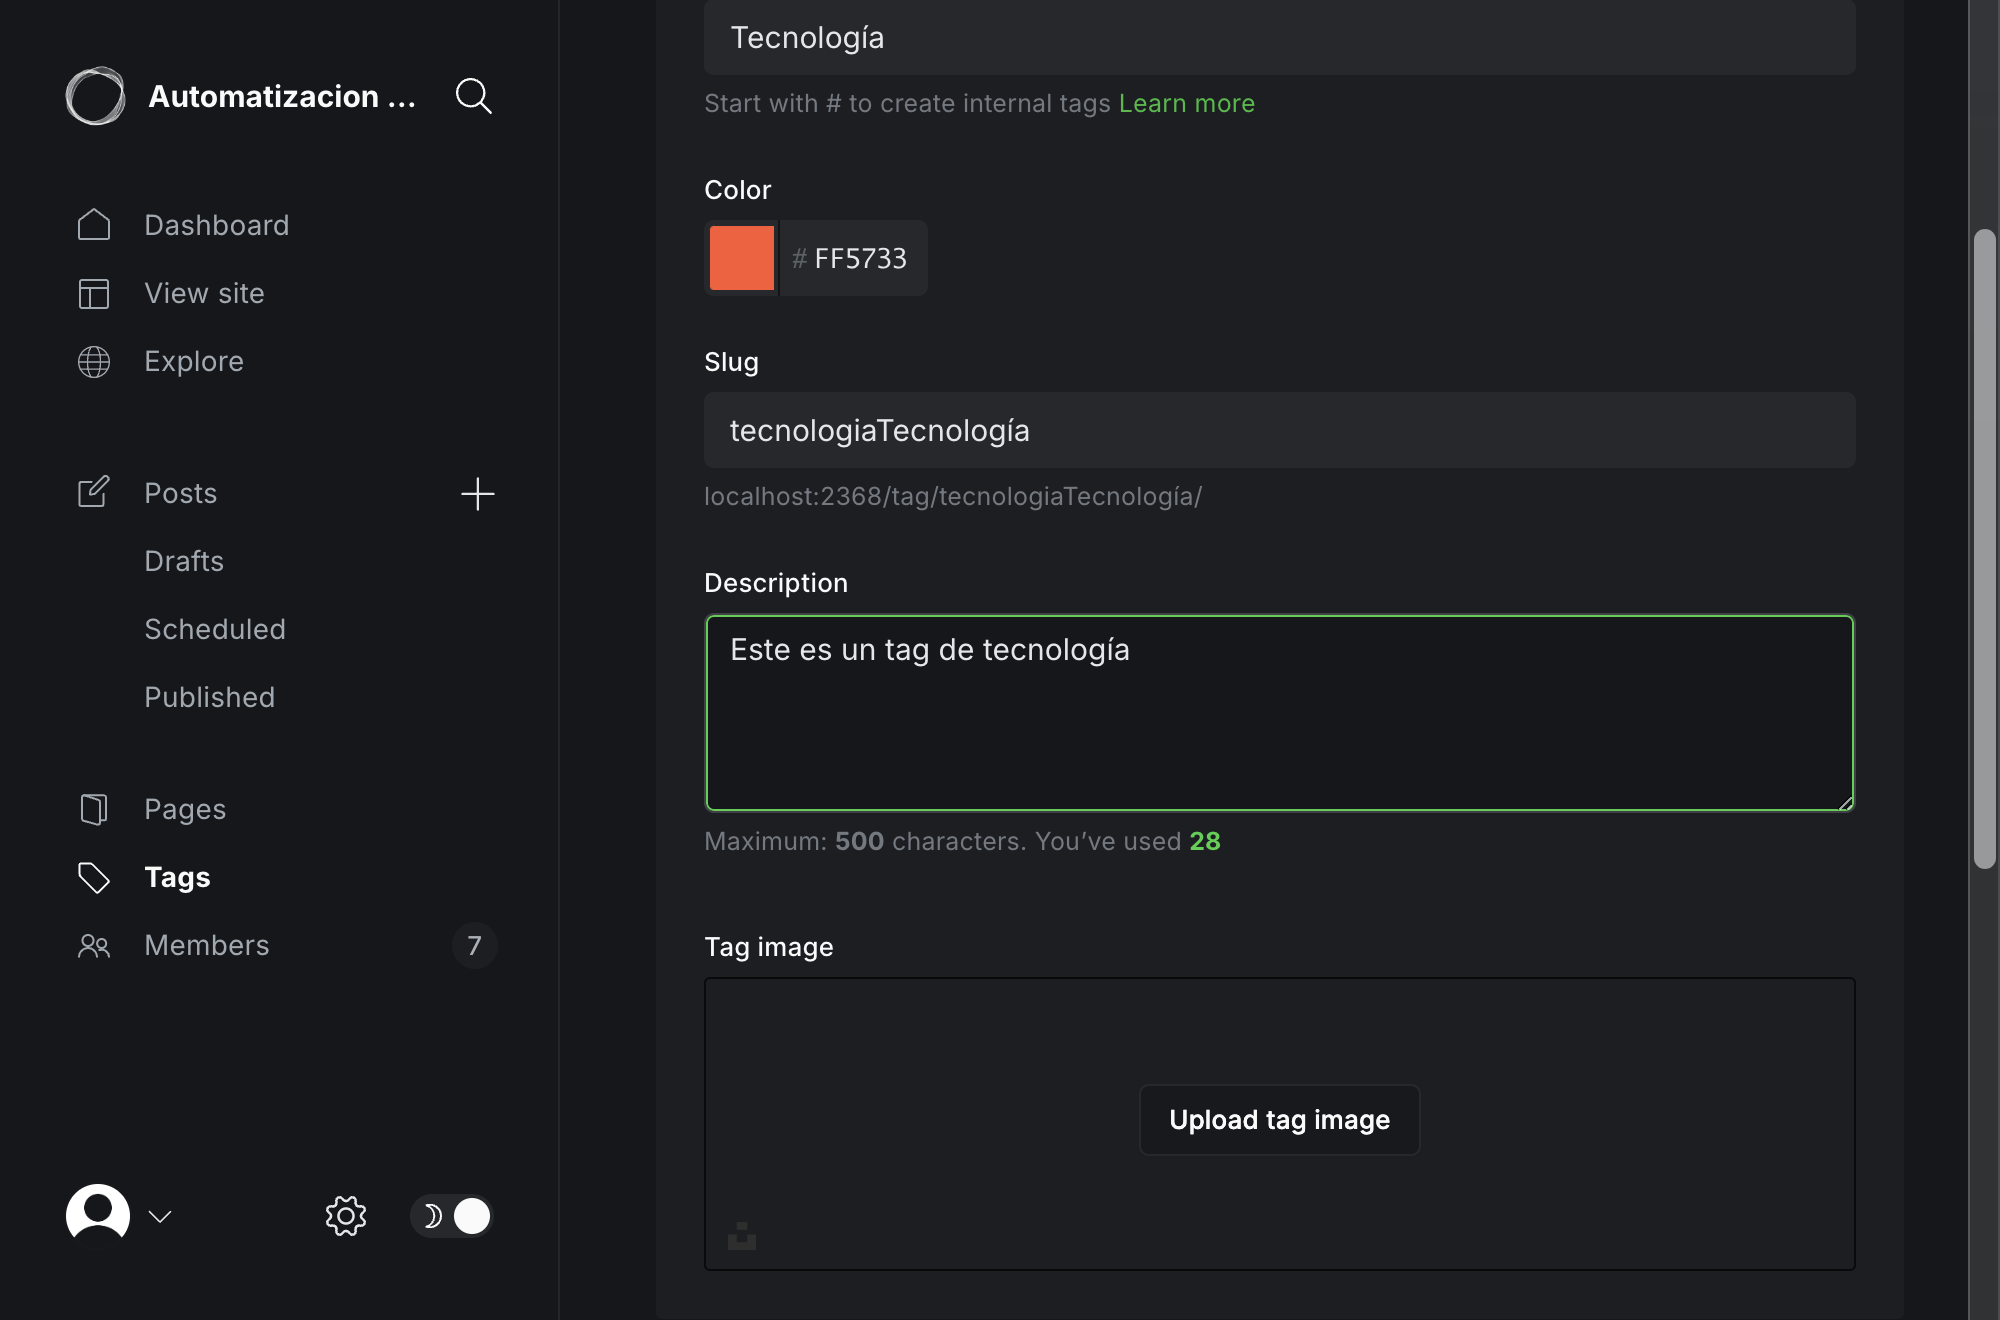 Automatizacion ...
Dashboard
View site
Explore
Posts
Drafts
Scheduled
Published
Pages
Tags
Members
7
Tecnología
Start with # to create internal tags Learn more
Color
# FF5733
Slug
tecnologiaTecnología
localhost:2368/tag/tecnologiaTecnología/
Description
Este es un tag de tecnología
Maximum: 500 characters. You’ve used 28
Tag image
Upload tag image